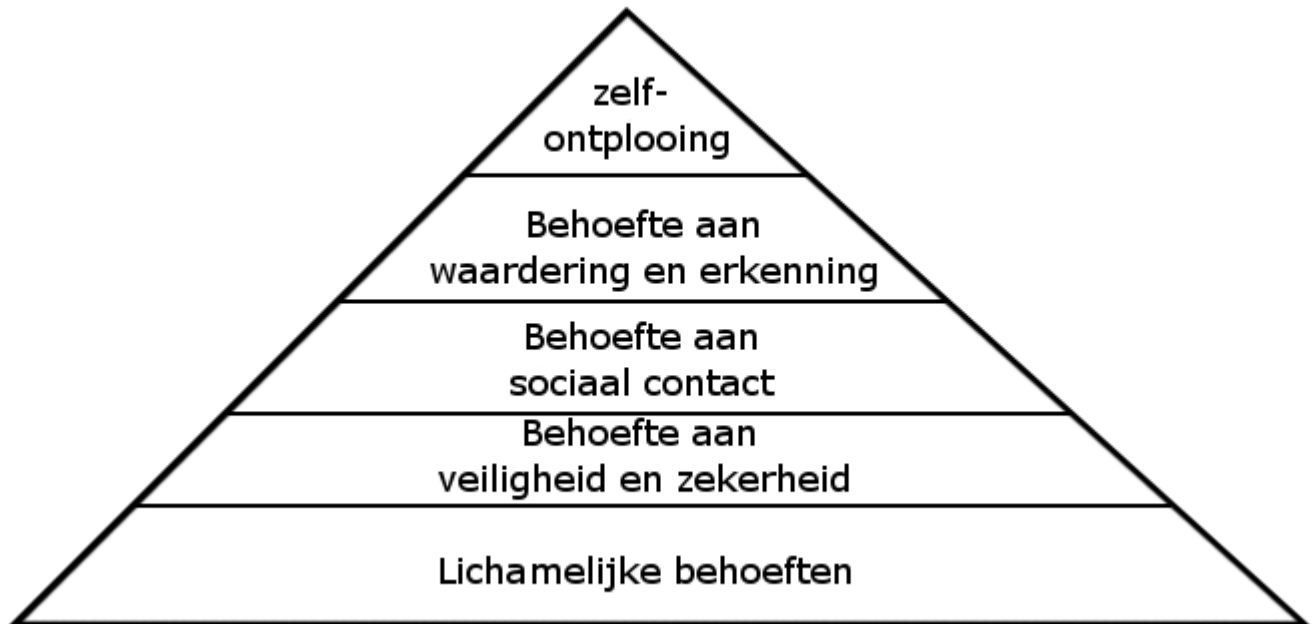 zelf-
ontplooing
Behoefte aan
waardering en erkenning
Behoefte aan
sociaal contact
Behoefte aan
veiligheid en zekerheid
Lichamelijke behoeften